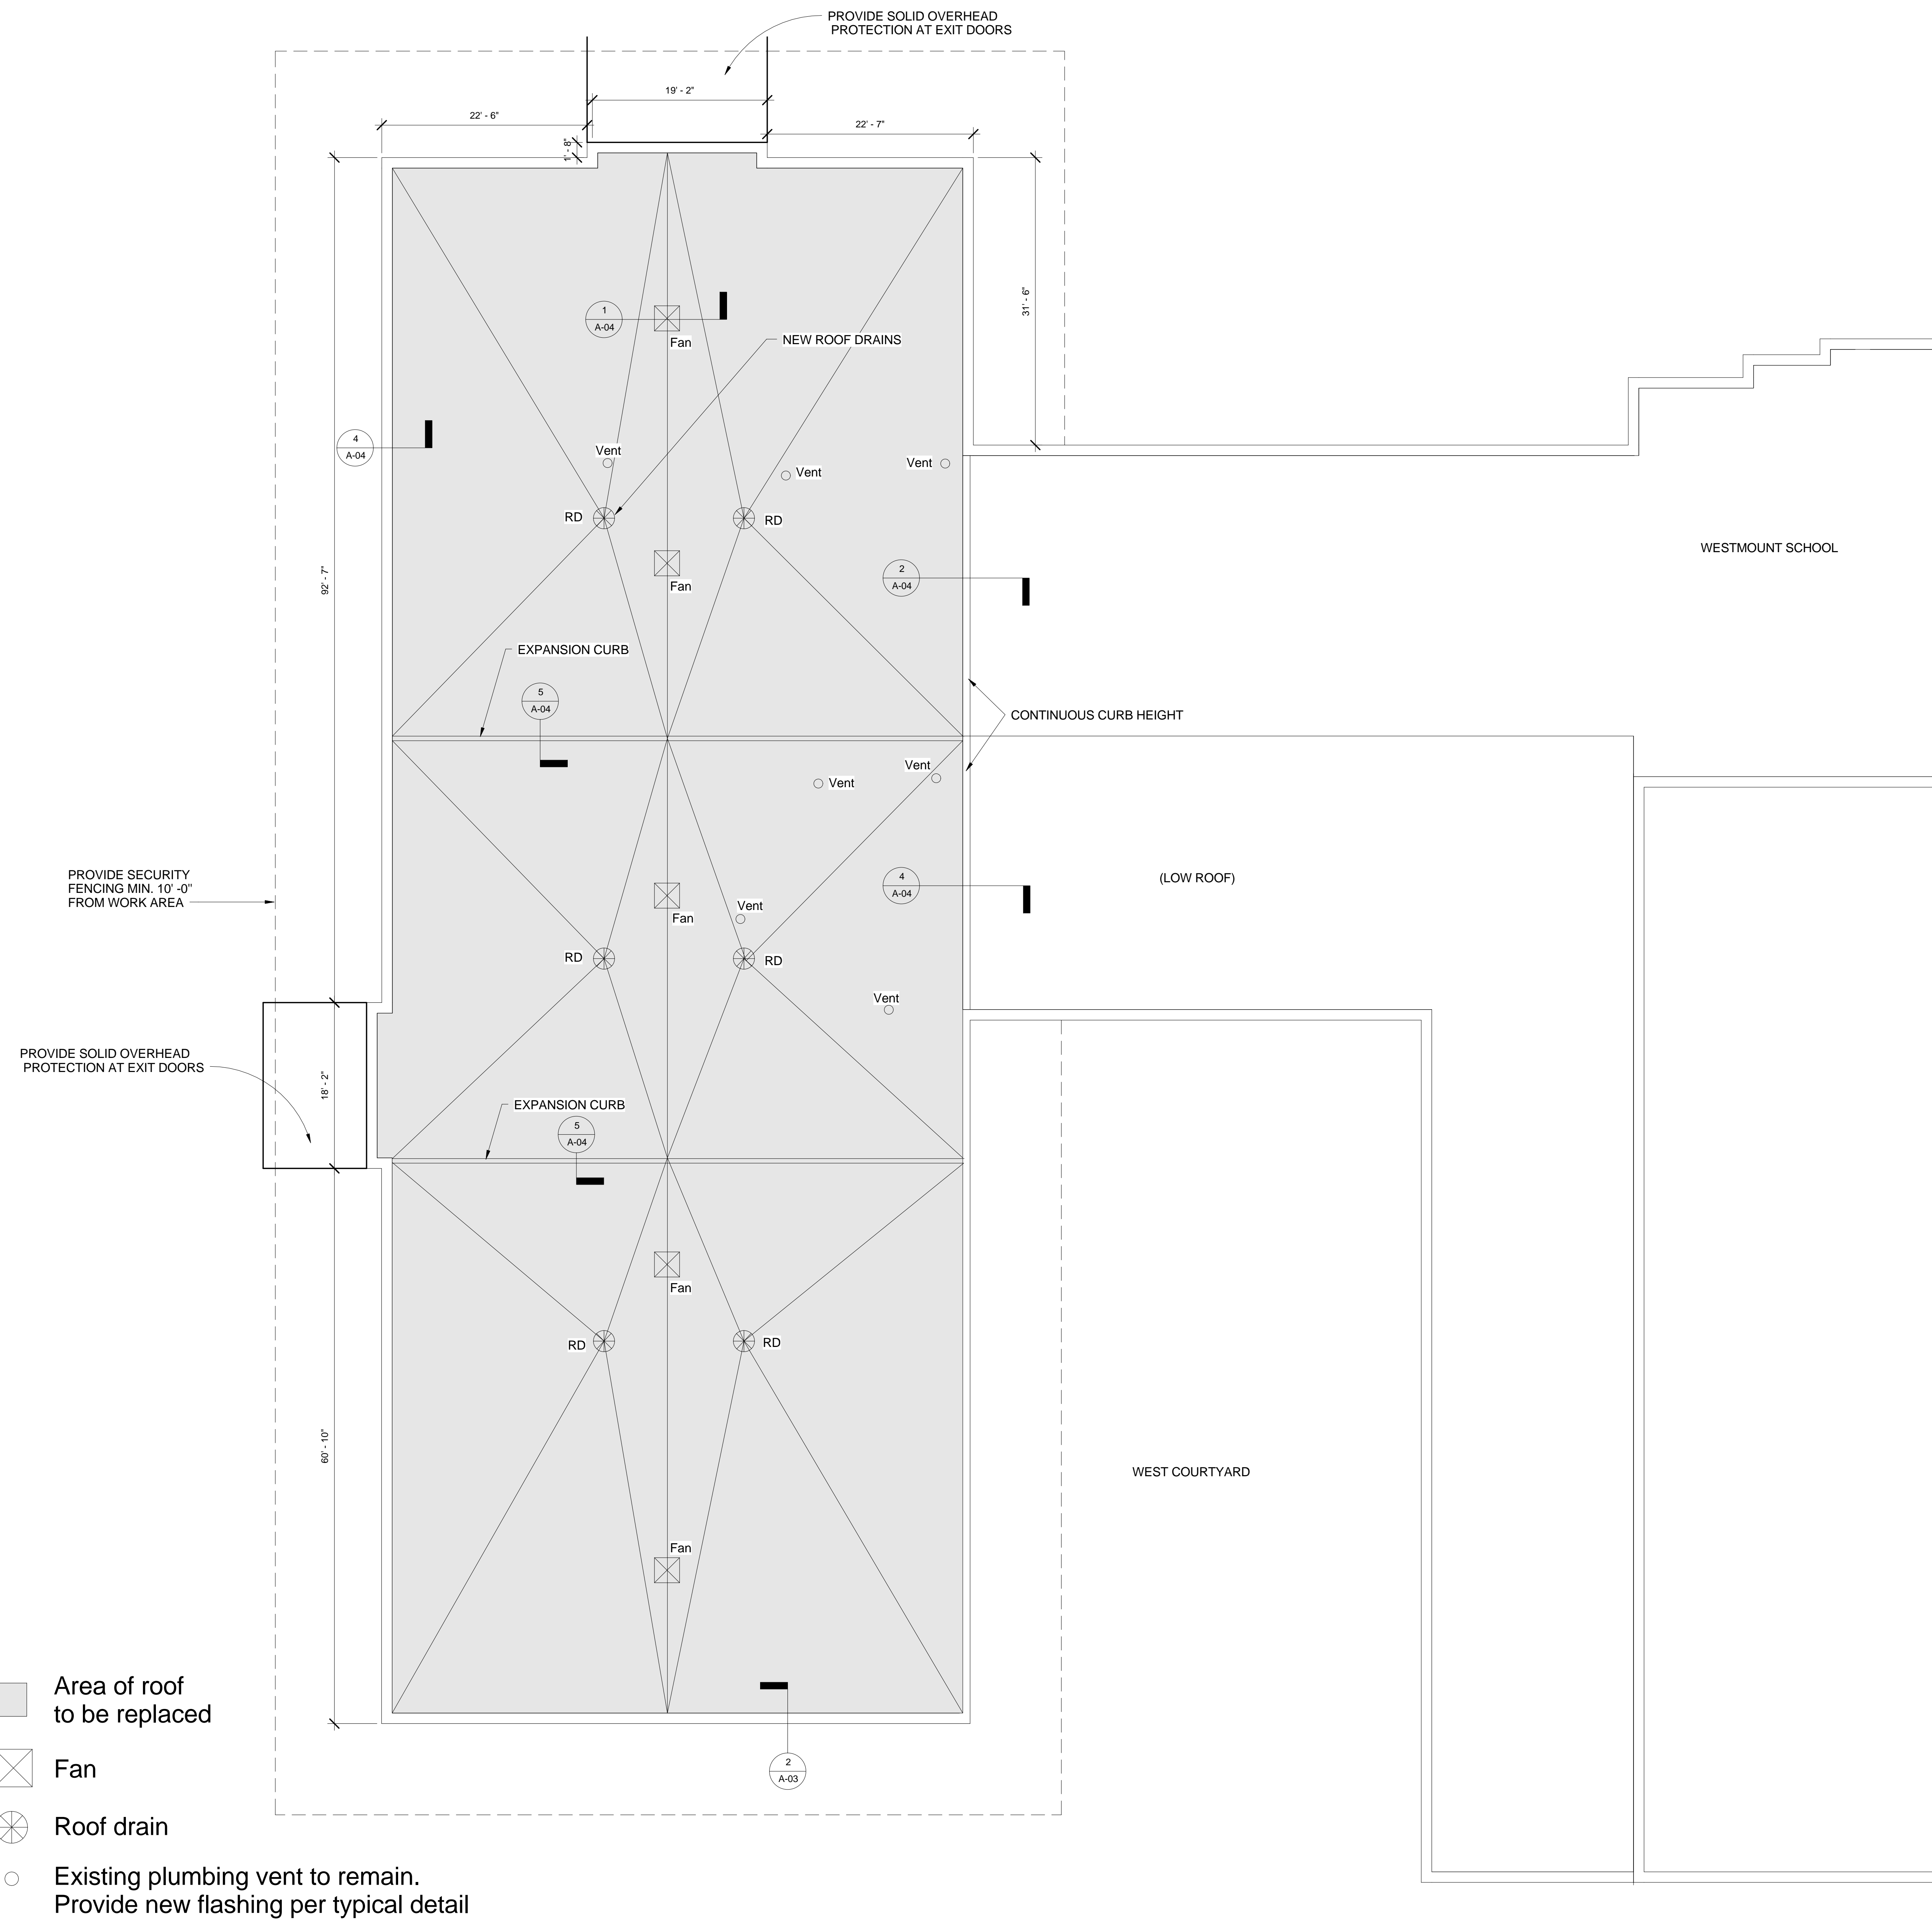 PROVIDE SOLID OVERHEAD
PROTECTION AT EXIT DOORS
19' - 2"
22' - 6"
22' - 7"
1' - 8"
31' - 6"
1
A-04
Fan
NEW ROOF DRAINS
4
A-04
Vent
Vent
Vent
RD
RD
WESTMOUNT SCHOOL
92' - 7"
2
A-04
Fan
EXPANSION CURB
5
A-04
CONTINUOUS CURB HEIGHT
Vent
Vent
PROVIDE SECURITY
FENCING MIN. 10' -0"
FROM WORK AREA
4
A-04
(LOW ROOF)
Vent
Fan
RD
RD
Vent
PROVIDE SOLID OVERHEAD
PROTECTION AT EXIT DOORS
18' - 2"
EXPANSION CURB
5
A-04
Fan
RD
RD
60' - 10"
WEST COURTYARD
Fan
2
A-03
Area of roof
to be replaced
Fan
Roof drain
Existing plumbing vent to remain.
Provide new flashing per typical detail